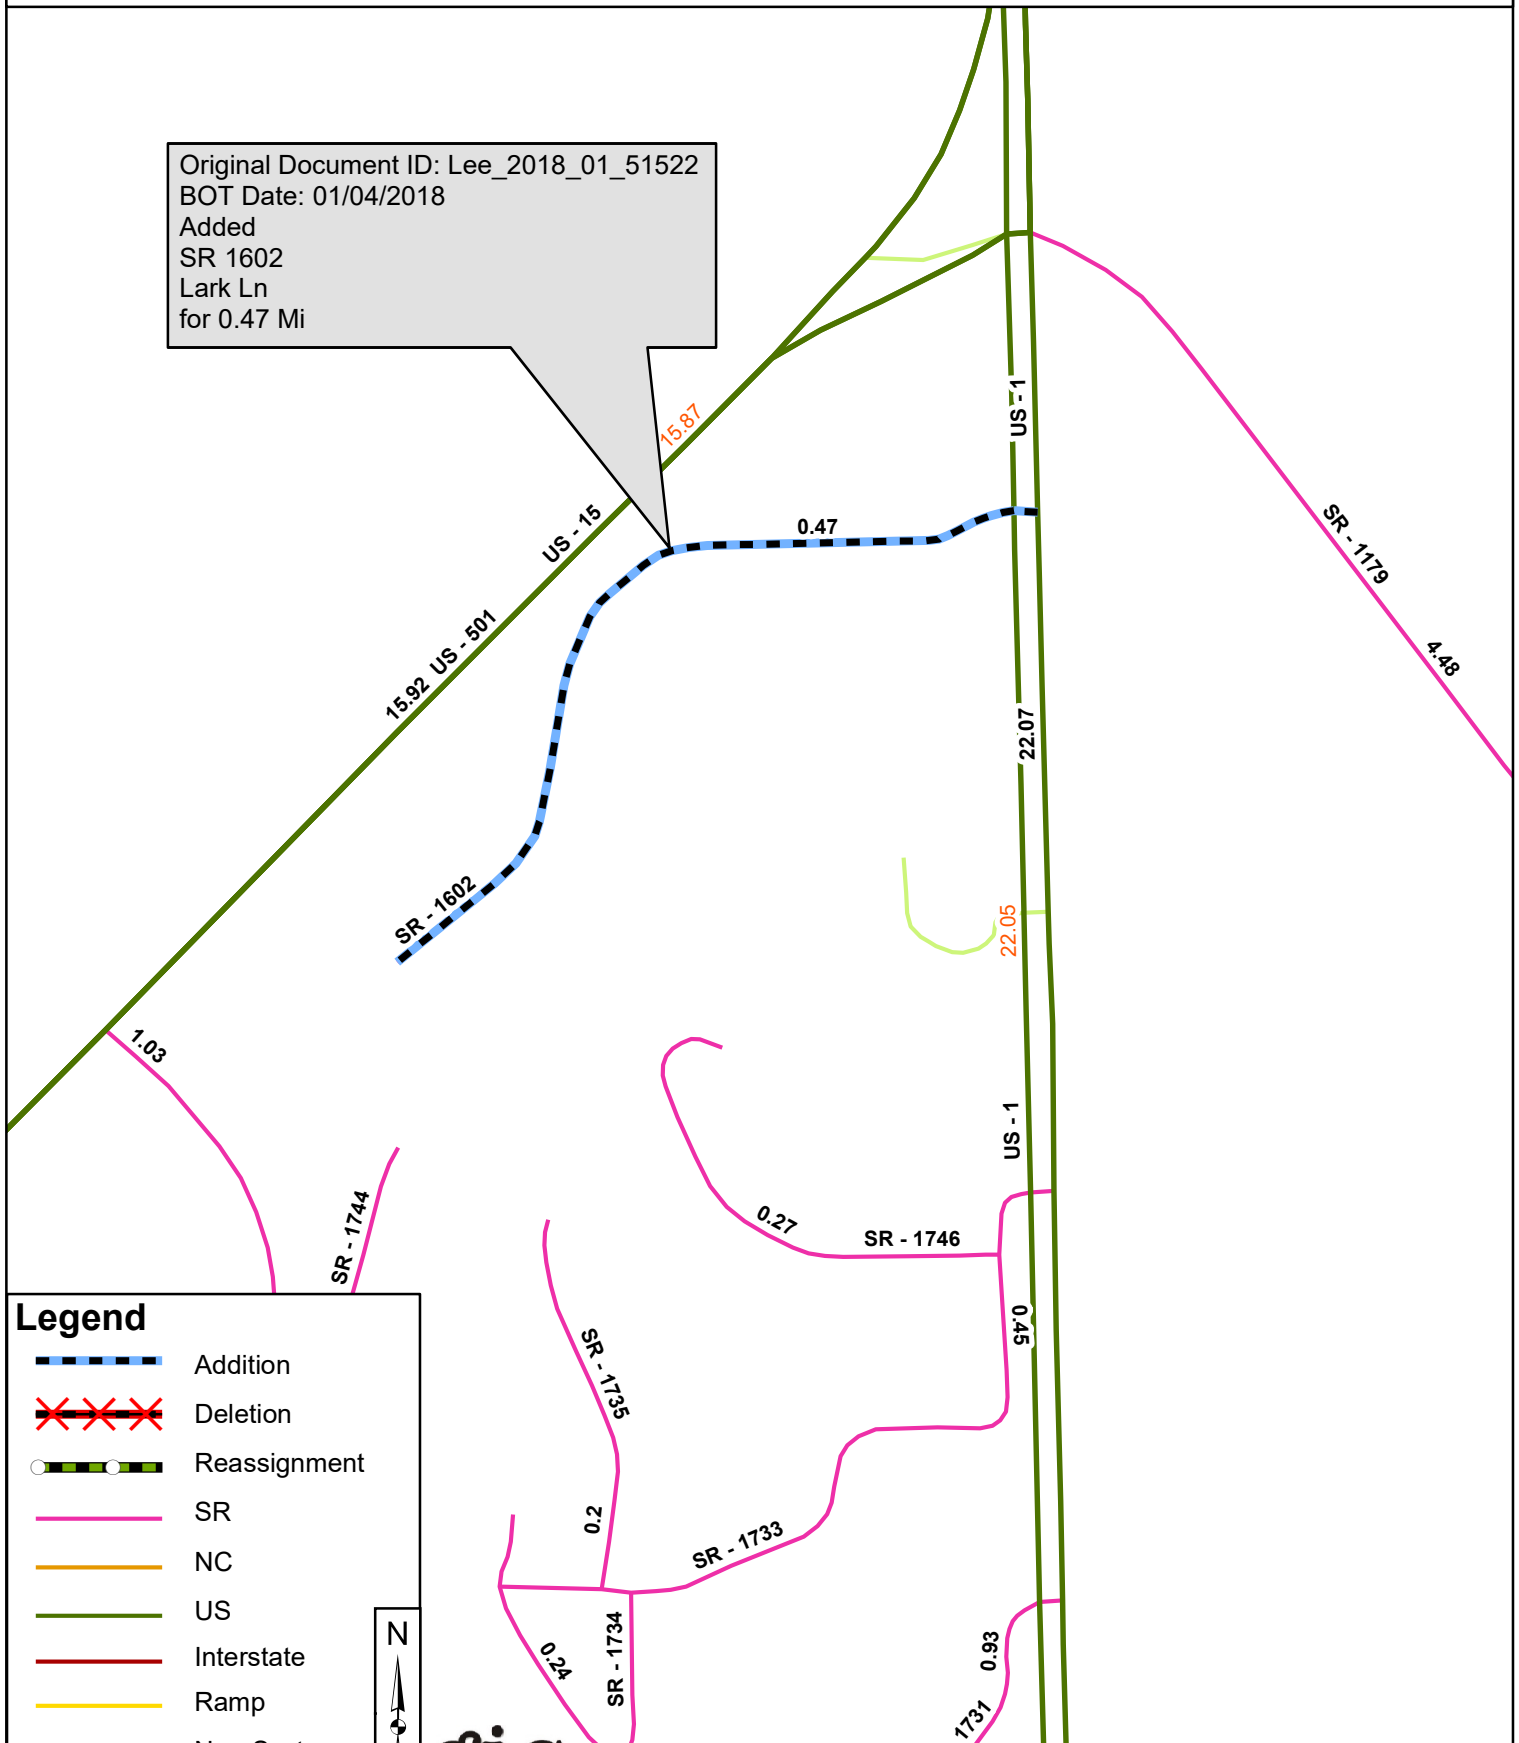 Original Document ID: Lee_2018_01_51522
BOT Date: 01/04/2018
Added
SR 1602
Lark Ln
for 0.47 Mi
15.87
US - 1
US - 15
0.47
SR - 1179
US - 501
15.92
4.48
22.07
SR - 1602
22.05
1.03
US - 1
SR - 1744
0.27
SR - 1746
0.45
SR - 1735
0.2
SR - 1733
SR - 1734
0.24
0.93
1731
Legend
Addition
Deletion
Reassignment
SR
NC
US
Interstate
Ramp
N